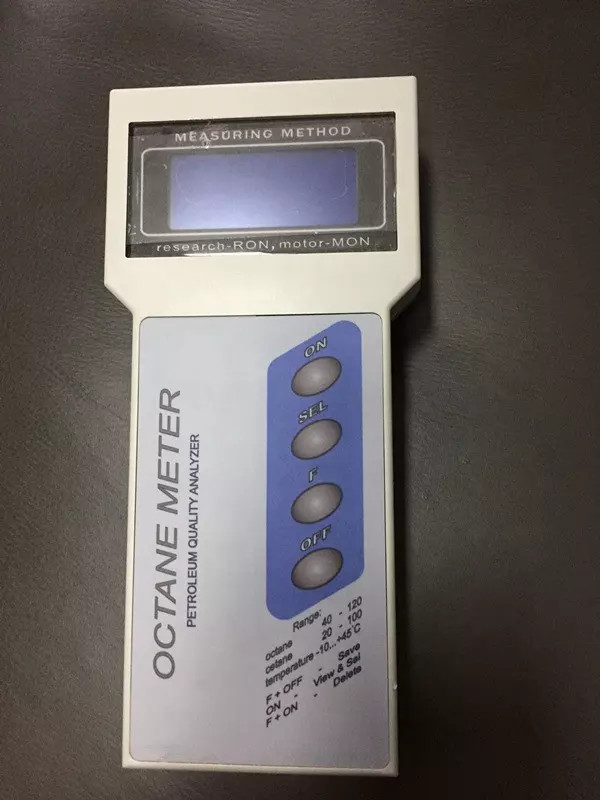 MEASURING METHOD
research-RON, motor-MON
OCTANE METER
PETROLEUM QUALITY ANALYZER
ON
SEL
F
OFF
Range:
octane 40 - 120
cetane 20 - 100
temperature -10...+45°C
F + OFF - Save
ON - View & Sel
F + ON - Delete